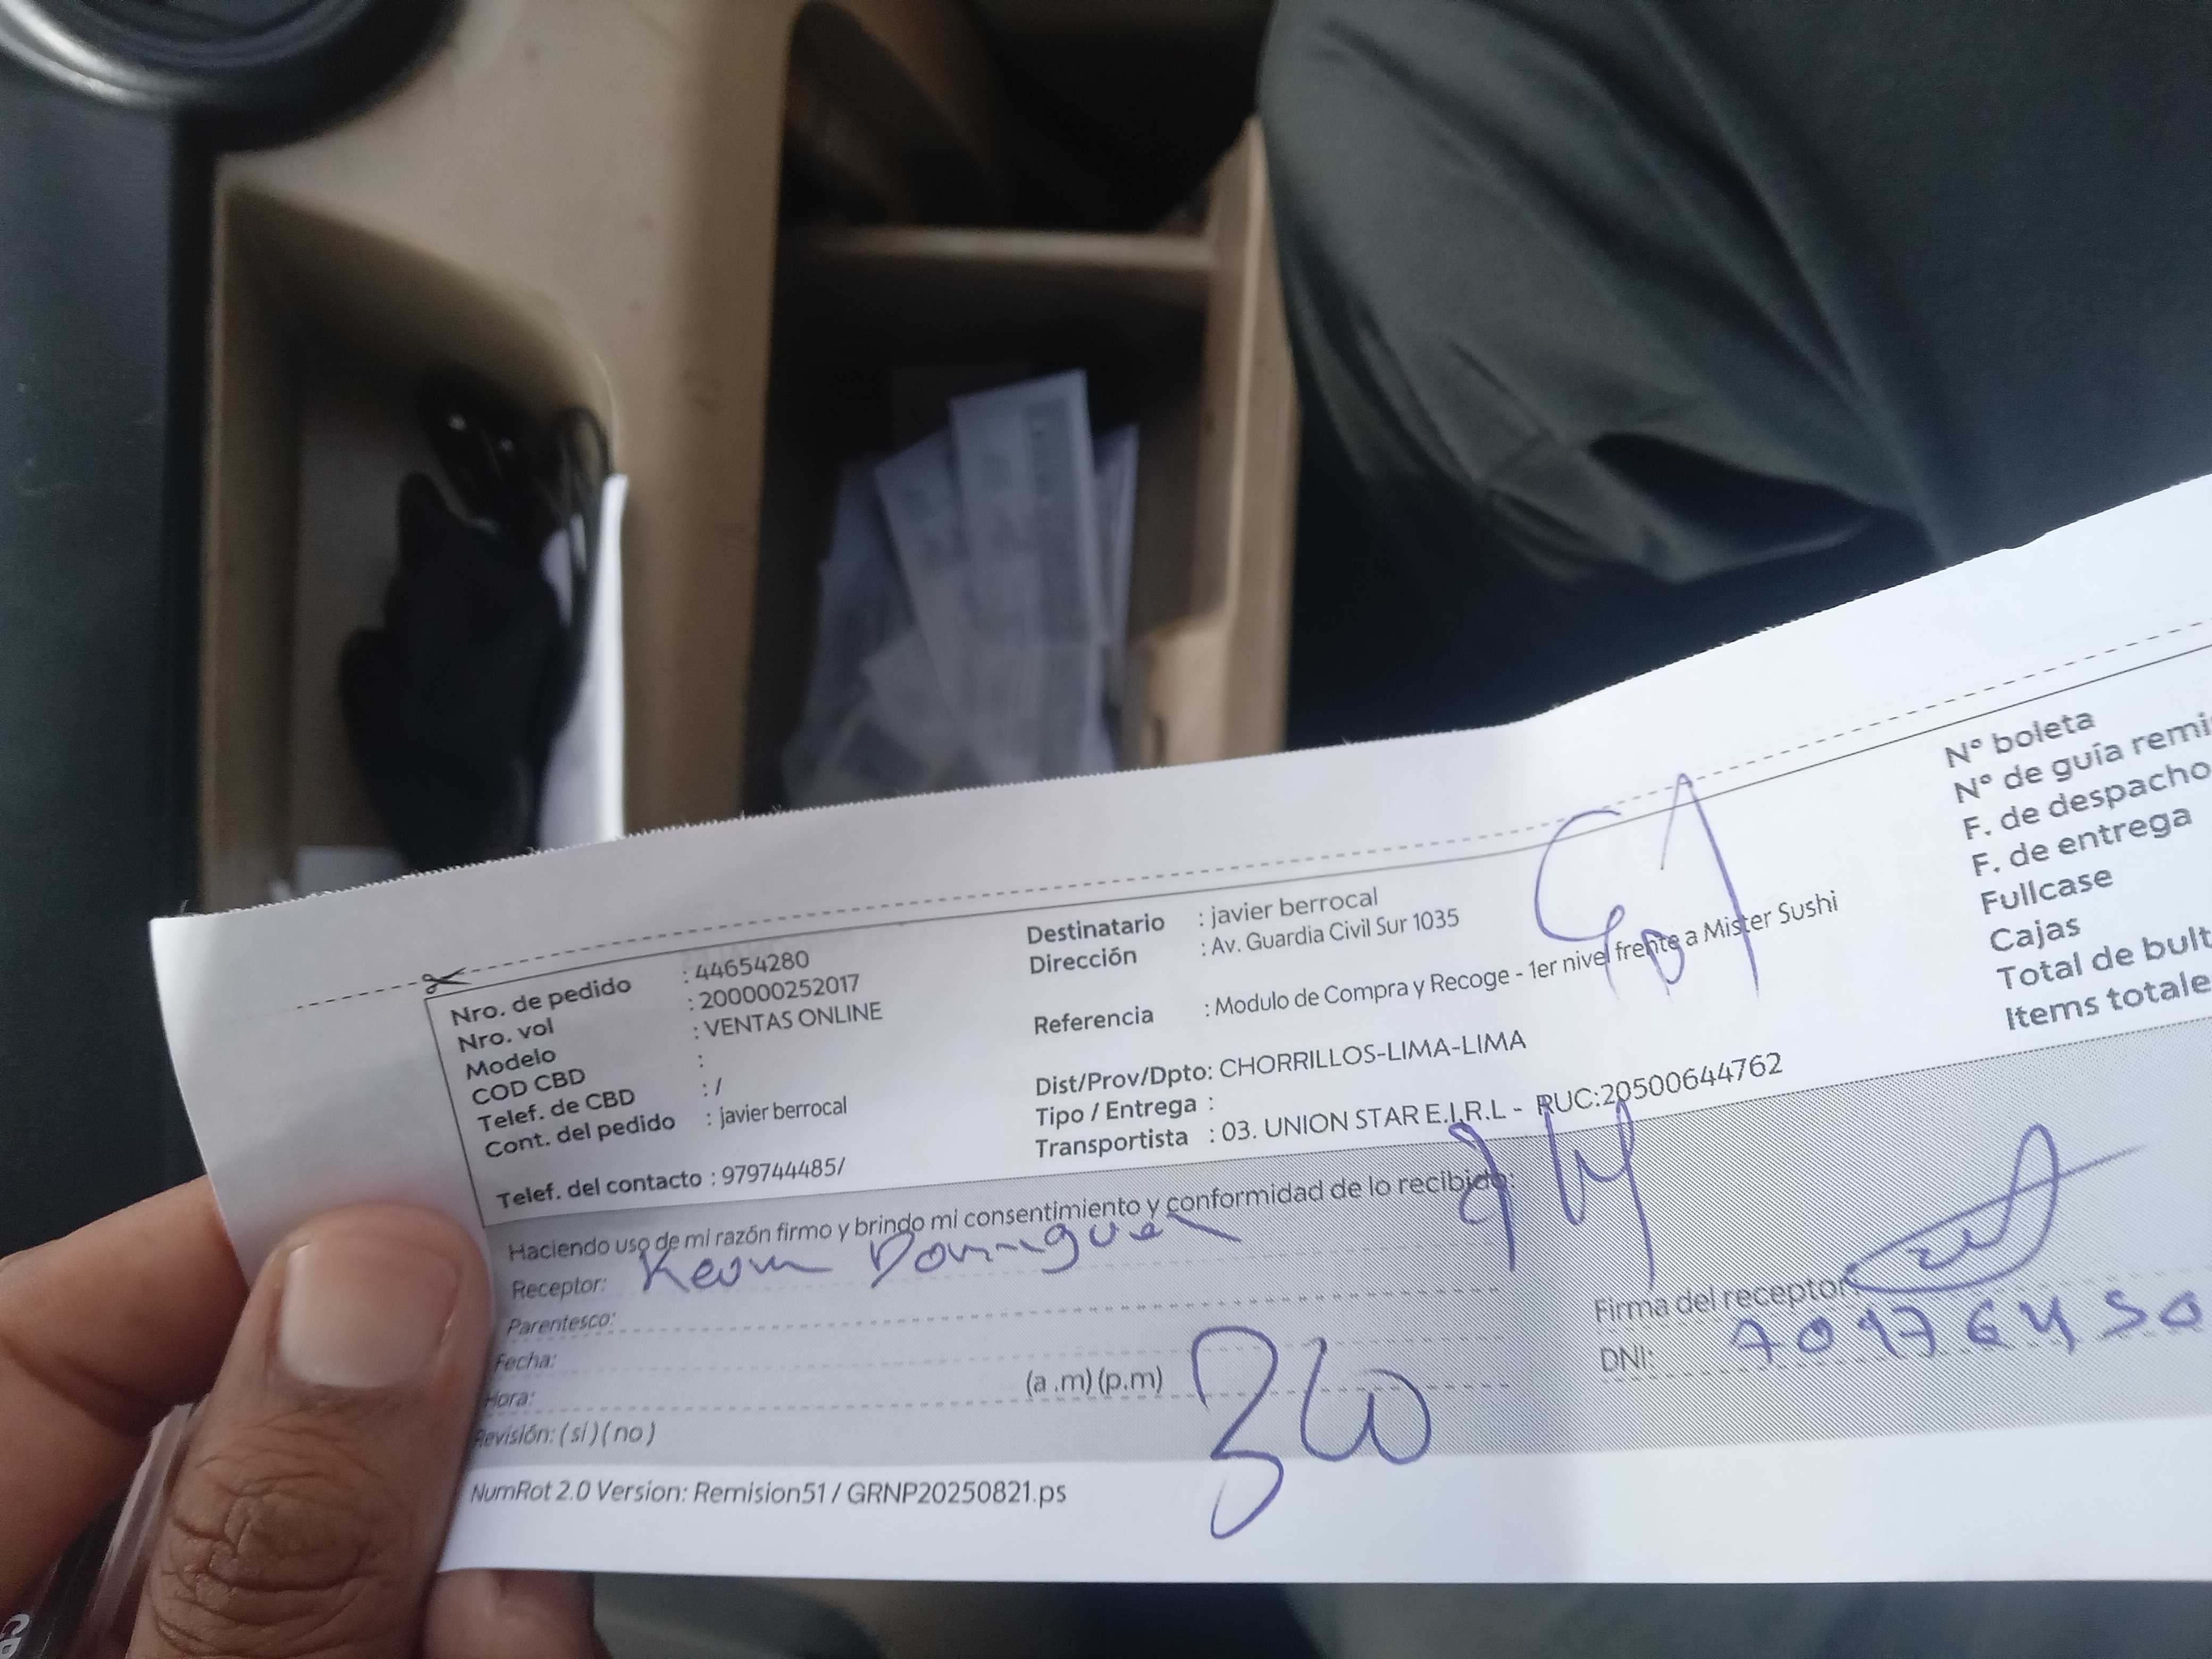 Nro. de pedido : 44654280
Nro. vol : 200000252017
Modelo : VENTAS ONLINE
COD CBD :
Telef. de CBD : /
Cont. del pedido : javier berrocal
Telef. del contacto : 979744485/
Destinatario : javier berrocal
Dirección : Av. Guardia Civil Sur 1035
Referencia : Modulo de Compra y Recoge - 1er nivel frente a Mister Sushi
Dist/Prov/Dpto: CHORRILLOS-LIMA-LIMA
Tipo / Entrega :
Transportista : 03. UNION STAR E.I.R.L - RUC:20500644762
N° boleta
N° de guía remi
F. de despacho
F. de entrega
Fullcase
Cajas
Total de bult
Items totale
Haciendo uso de mi razón firmo y brindo mi consentimiento y conformidad de lo recibido:
Receptor: Kevin Dominguez
Parentesco:
Fecha:
Hora: (a .m) (p.m)
Revisión: ( si ) ( no )
Firma del receptor:
DNI: 70176450
NumRot 2.0 Version: Remision51 / GRNP20250821.ps